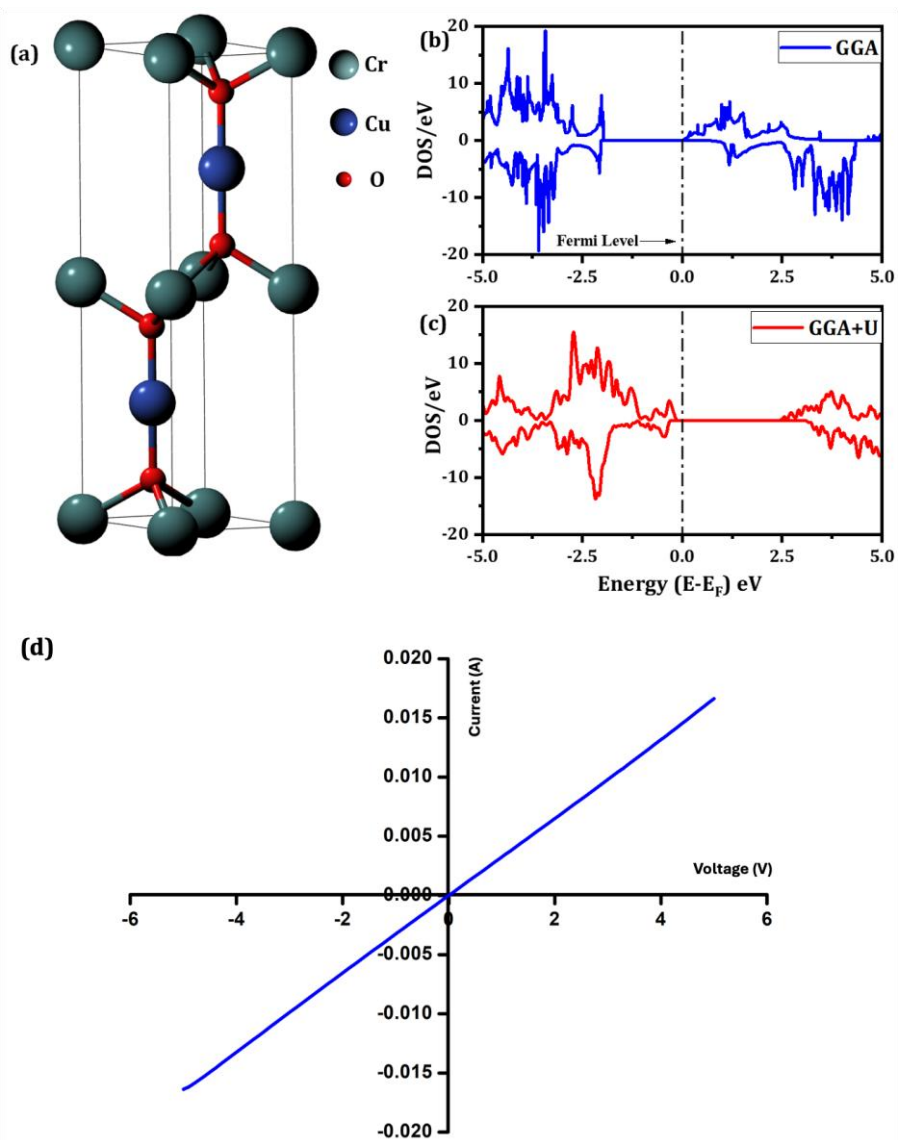 (a)
Cr
Cu
O
(b)
GGA
20
10
0
-10
-20
DOS/eV
Fermi Level
-5.0 -2.5 0.0 2.5 5.0
(c)
GGA+U
20
10
0
-10
-20
DOS/eV
-5.0 -2.5 0.0 2.5 5.0
Energy (E-EF) eV
(d)
0.020
Current (A)
0.015
0.010
0.005
Voltage (V)
0.000
-6 -4 -2 0 2 4 6
-0.005
-0.010
-0.015
-0.020